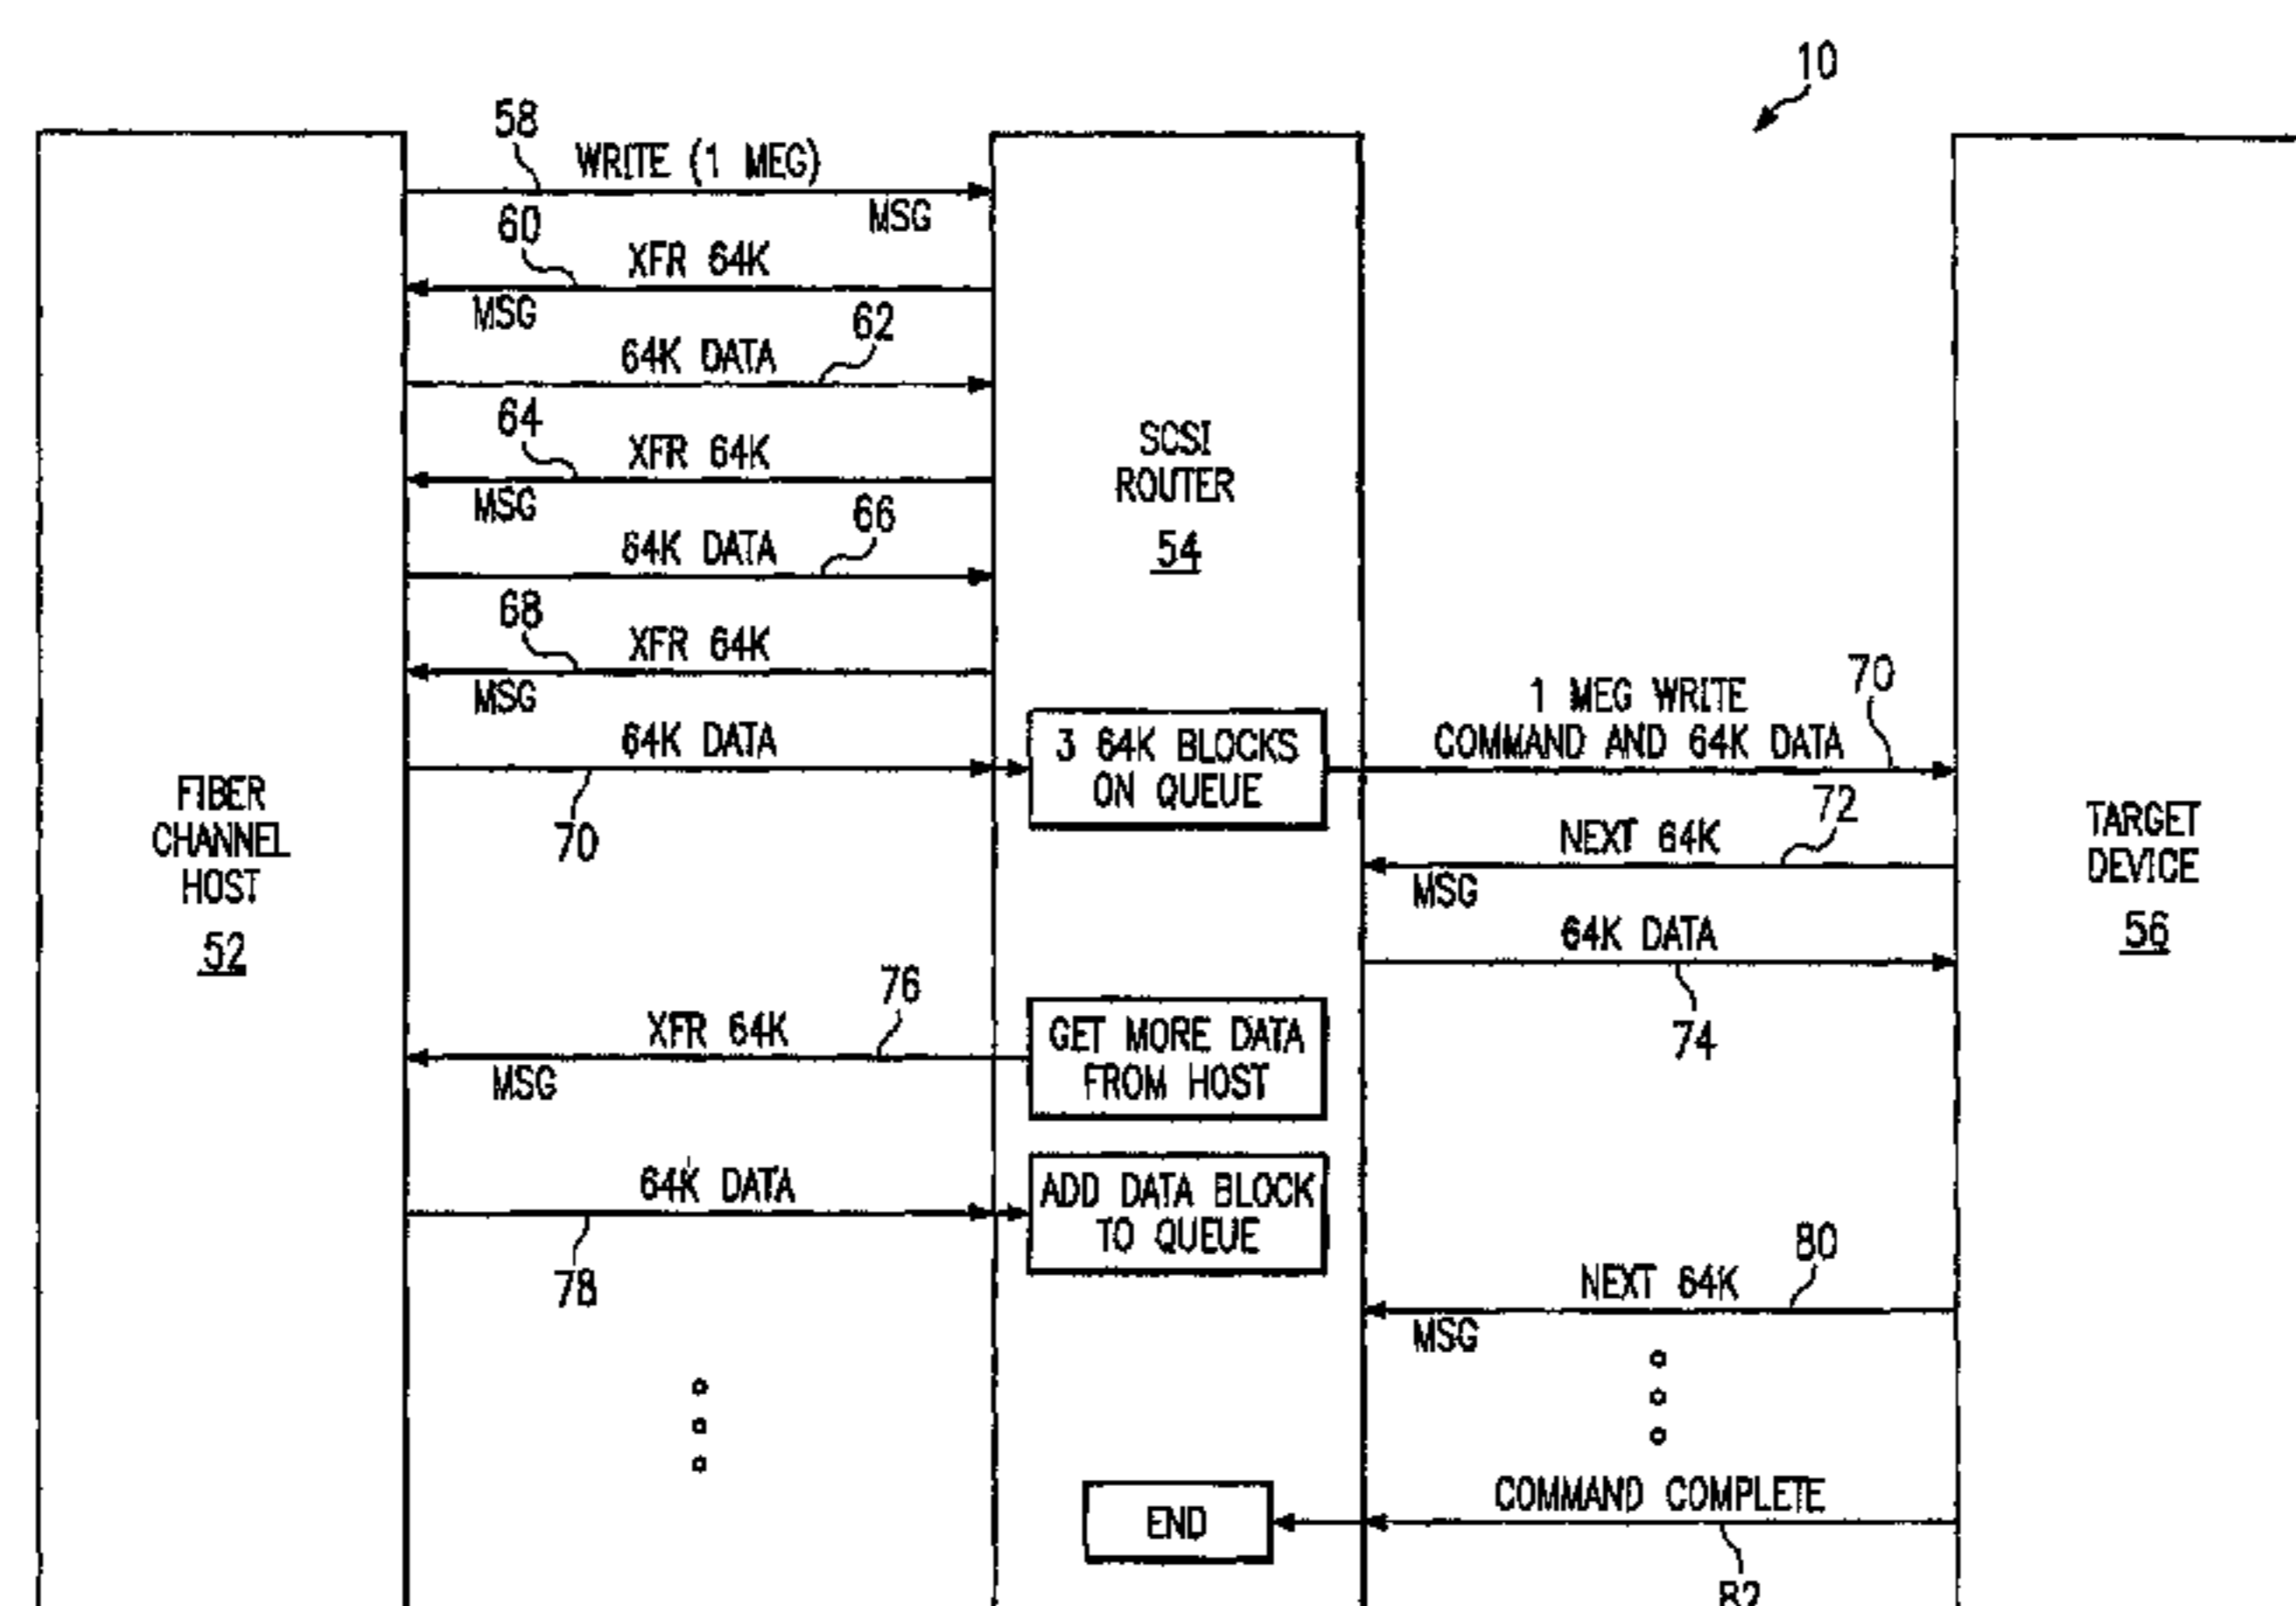 10
58
WRITE (1 MEG)
MSG
60
XFR 64K
MSG
62
64K DATA
64
XFR 64K
MSG
66
64K DATA
SCSI
ROUTER
54
68
XFR 64K
MSG
64K DATA
70
3 64K BLOCKS
ON QUEUE
1 MEG WRITE
COMMAND AND 64K DATA
70
72
NEXT 64K
MSG
64K DATA
74
FIBER
CHANNEL
HOST
52
TARGET
DEVICE
56
76
XFR 64K
MSG
GET MORE DATA
FROM HOST
64K DATA
78
ADD DATA BLOCK
TO QUEUE
80
NEXT 64K
MSG
COMMAND COMPLETE
END
82